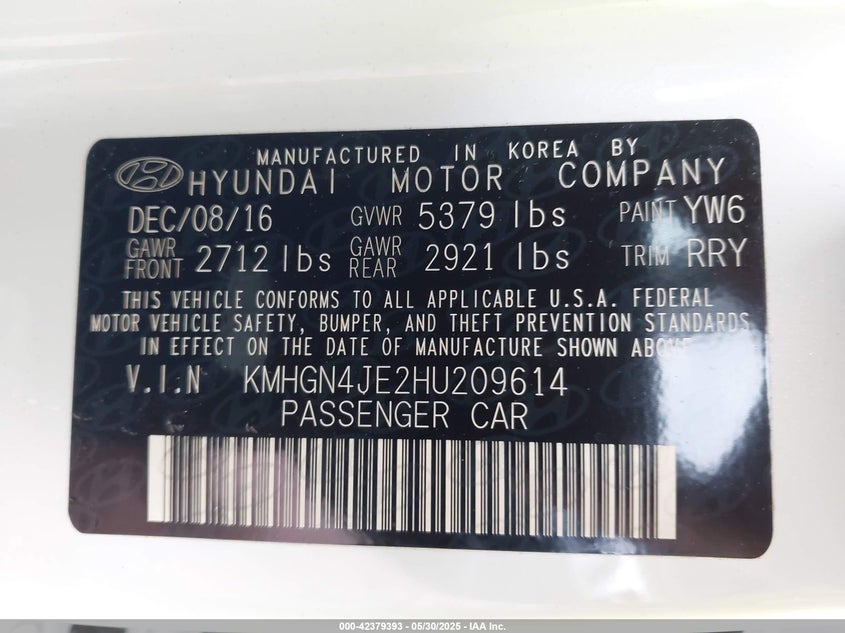 MANUFACTURED IN KOREA BY
HYUNDAI MOTOR COMPANY
DEC/08/16 GVWR 5379 lbs PAINT YW6
GAWR FRONT 2712 lbs GAWR REAR 2921 lbs TRIM RRY
THIS VEHICLE CONFORMS TO ALL APPLICABLE U.S.A. FEDERAL
MOTOR VEHICLE SAFETY, BUMPER, AND THEFT PREVENTION STANDARDS
IN EFFECT ON THE DATE OF MANUFACTURE SHOWN ABOVE
V.I.N KMHGN4JE2HU209614
PASSENGER CAR
000-42379393 - 05/30/2025 - IAA Inc.